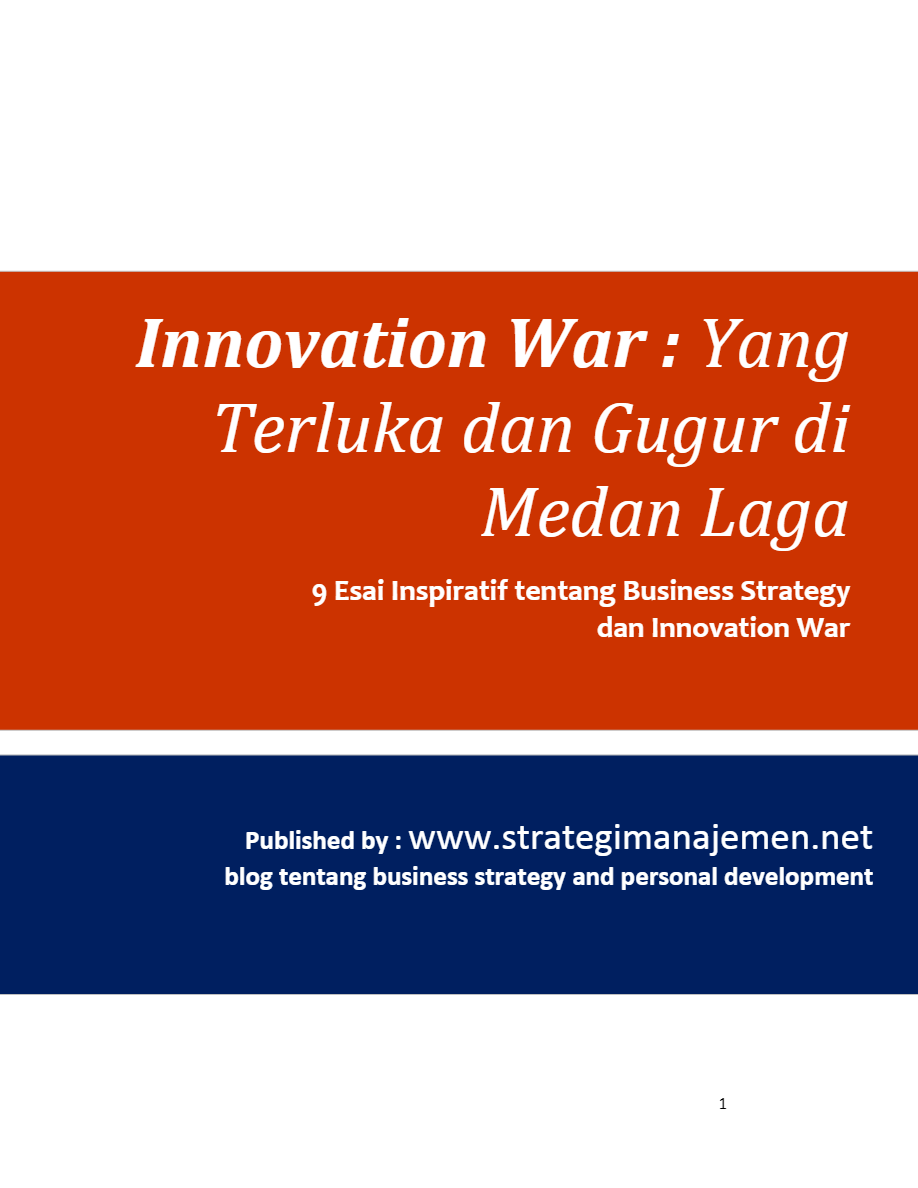 Innovation War : Yang
Terluka dan Gugur di
Medan Laga
9 Esai Inspiratif tentang Business Strategy
dan Innovation War
Published by : www.strategimanajemen.net
blog tentang business strategy and personal development
1